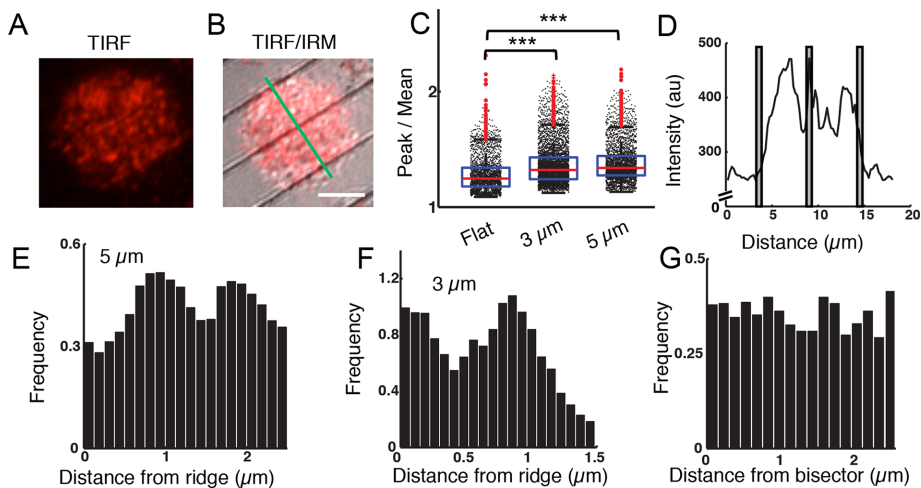 A
TIRF
B
TIRF/IRM
C
***
***
2
1
Peak / Mean
Flat
3 µm
5 µm
D
500
400
300
0
Intensity (au)
0
5
10
15
20
Distance (µm)
E
5 µm
0.6
0.3
0
Frequency
0
1
2
Distance from ridge (µm)
F
3 µm
1.2
0.8
0.4
0
Frequency
0
0.5
1.0
1.5
Distance from ridge (µm)
G
0.5
0.25
0
Frequency
0
1
2
Distance from bisector (µm)